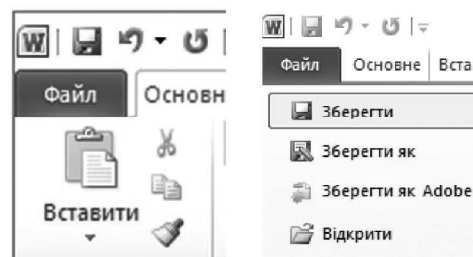 W
Файл Основн
Вставити
W
Файл Основне Вста
Зберегти
Зберегти як
Зберегти як Adobe
Відкрити